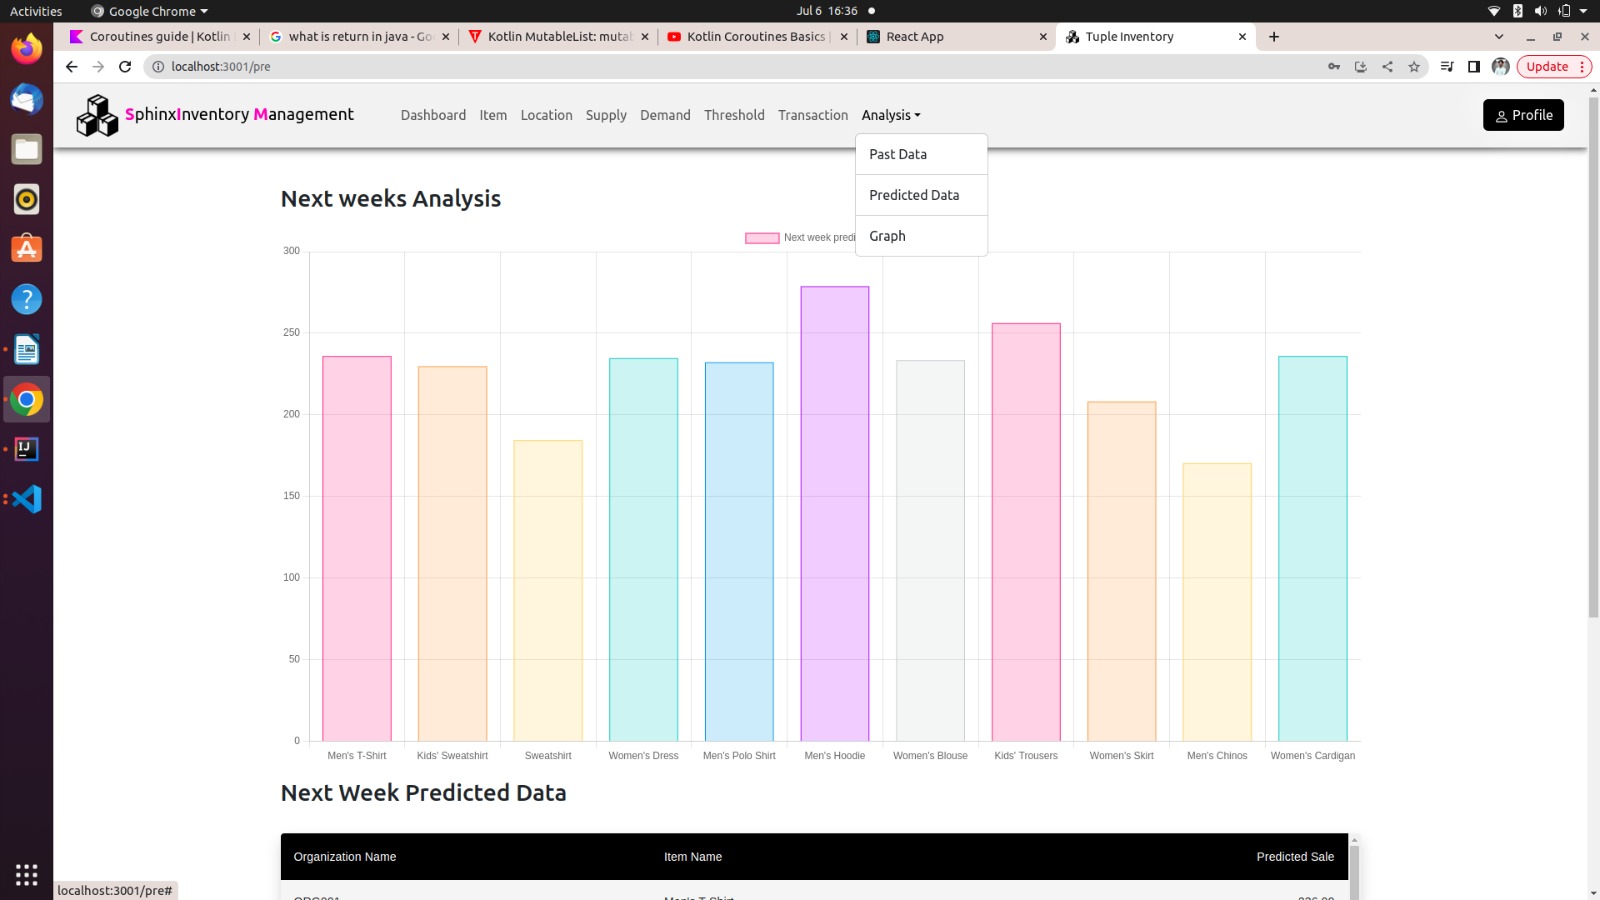 Activities Google Chrome Jul 6 16:36
Coroutines guide | Kotlin what is return in java - Go Kotlin MutableList: muta Kotlin Coroutines Basics | React App Tuple Inventory
localhost:3001/pre Update
SphinxInventory Management Dashboard Item Location Supply Demand Threshold Transaction Analysis Profile
Past Data
Predicted Data
Graph
Next weeks Analysis
Next week predi
300
250
200
150
100
50
0
Men's T-Shirt Kids' Sweatshirt Sweatshirt Women's Dress Men's Polo Shirt Men's Hoodie Women's Blouse Kids' Trousers Women's Skirt Men's Chinos Women's Cardigan
Next Week Predicted Data
Organization Name Item Name Predicted Sale
localhost:3001/pre#